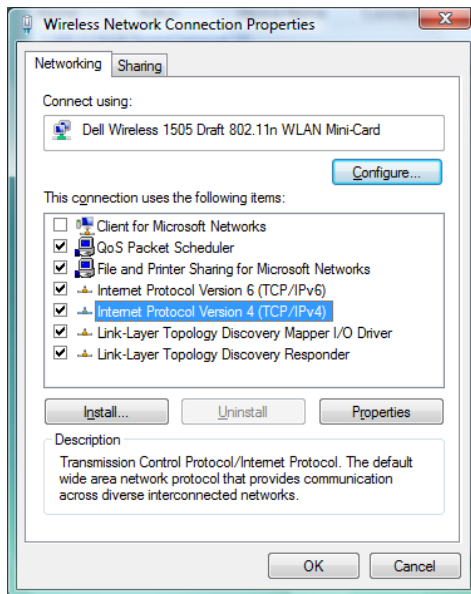 Wireless Network Connection Properties
Networking Sharing
Connect using:
Dell Wireless 1505 Draft 802.11n WLAN Mini-Card
Configure...
This connection uses the following items:
Client for Microsoft Networks
QoS Packet Scheduler
File and Printer Sharing for Microsoft Networks
Internet Protocol Version 6 (TCP/IPv6)
Internet Protocol Version 4 (TCP/IPv4)
Link-Layer Topology Discovery Mapper I/O Driver
Link-Layer Topology Discovery Responder
Install... Uninstall Properties
Description
Transmission Control Protocol/Internet Protocol. The default
wide area network protocol that provides communication
across diverse interconnected networks.
OK Cancel